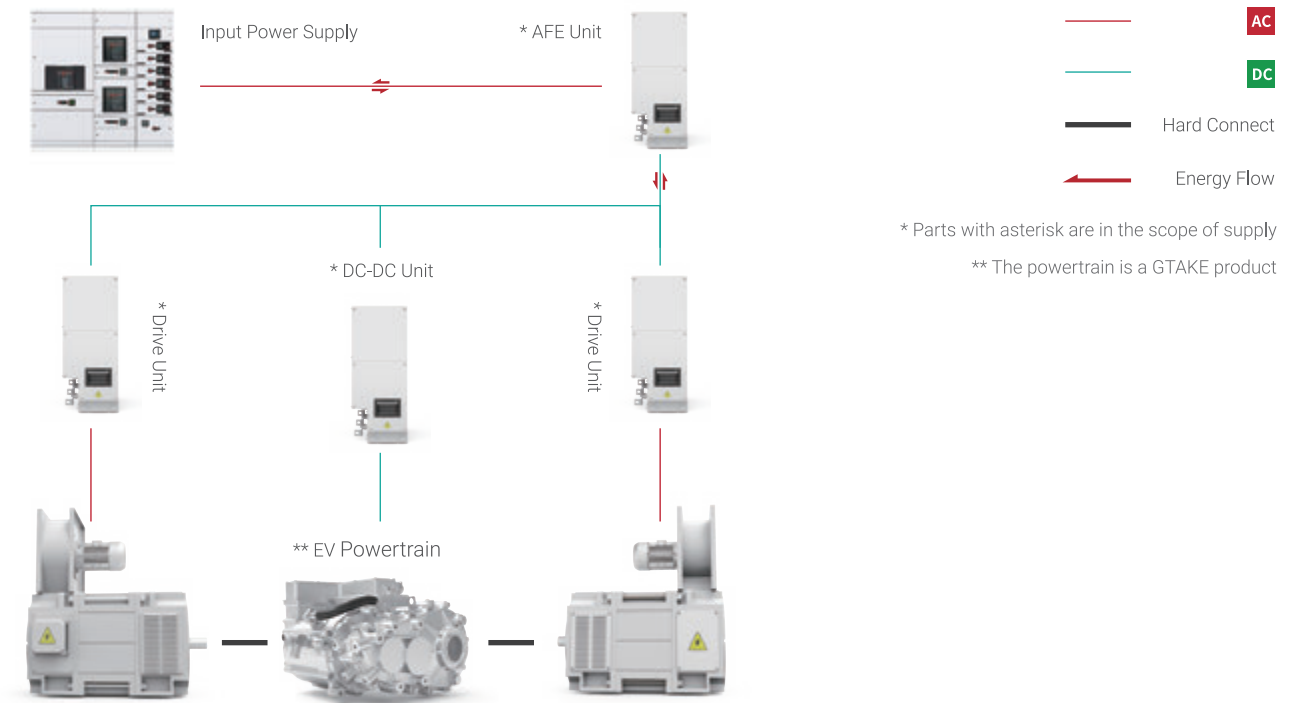 Input Power Supply
* AFE Unit
AC
DC
Hard Connect
Energy Flow
* Parts with asterisk are in the scope of supply
** The powertrain is a GTAKE product
* DC-DC Unit
* Drive Unit
* Drive Unit
** EV Powertrain